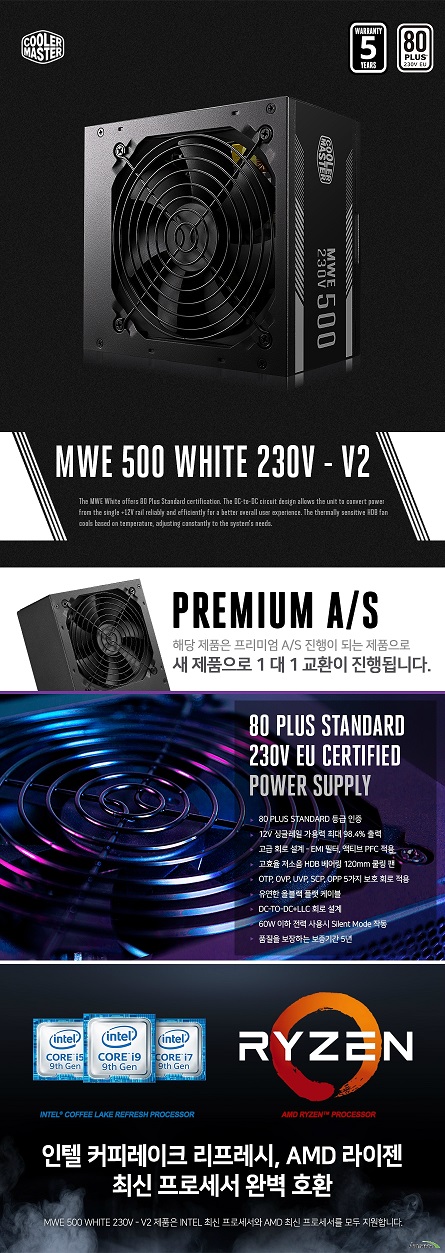 COOLER
MASTER
WARRANTY
5
YEARS
80
PLUS
230V EU
COOLER
MASTER
MWE 500
230V
MWE 500 WHITE 230V - V2
The MWE White offers 80 Plus Standard certification. The DC-to-DC circuit design allows the unit to convert power
from the single +12V rail reliably and efficiently for a better overall user experience. The thermally sensitive HDB fan
cools based on temperature, adjusting constantly to the system's needs.
PREMIUM A/S
해당 제품은 프리미엄 A/S 진행이 되는 제품으로
새 제품으로 1 대 1 교환이 진행됩니다.
80 PLUS STANDARD
230V EU CERTIFIED
POWER SUPPLY
80 PLUS STANDARD 등급 인증
12V 싱글레일 가용력 최대 98.4% 출력
고급 회로 설계 - EMI 필터, 액티브 PFC 적용
고효율 저소음 HDB 베어링 120mm 쿨링 팬
OTP, OVP, UVP, SCP, OPP 5가지 보호 회로 적용
유연한 올블랙 플랫 케이블
DC-TO-DC+LLC 회로 설계
60W 이하 전력 사용시 Silent Mode 작동
품질을 보장하는 보증기간 5년
intel
CORE i5
9th Gen
intel
CORE i9
9th Gen
intel
CORE i7
9th Gen
INTEL® COFFEE LAKE REFRESH PROCESSOR
RYZEN
AMD RYZEN™ PROCESSOR
인텔 커피레이크 리프레시, AMD 라이젠
최신 프로세서 완벽 호환
MWE 500 WHITE 230V - V2 제품은 INTEL 최신 프로세서와 AMD 최신 프로세서를 모두 지원합니다.